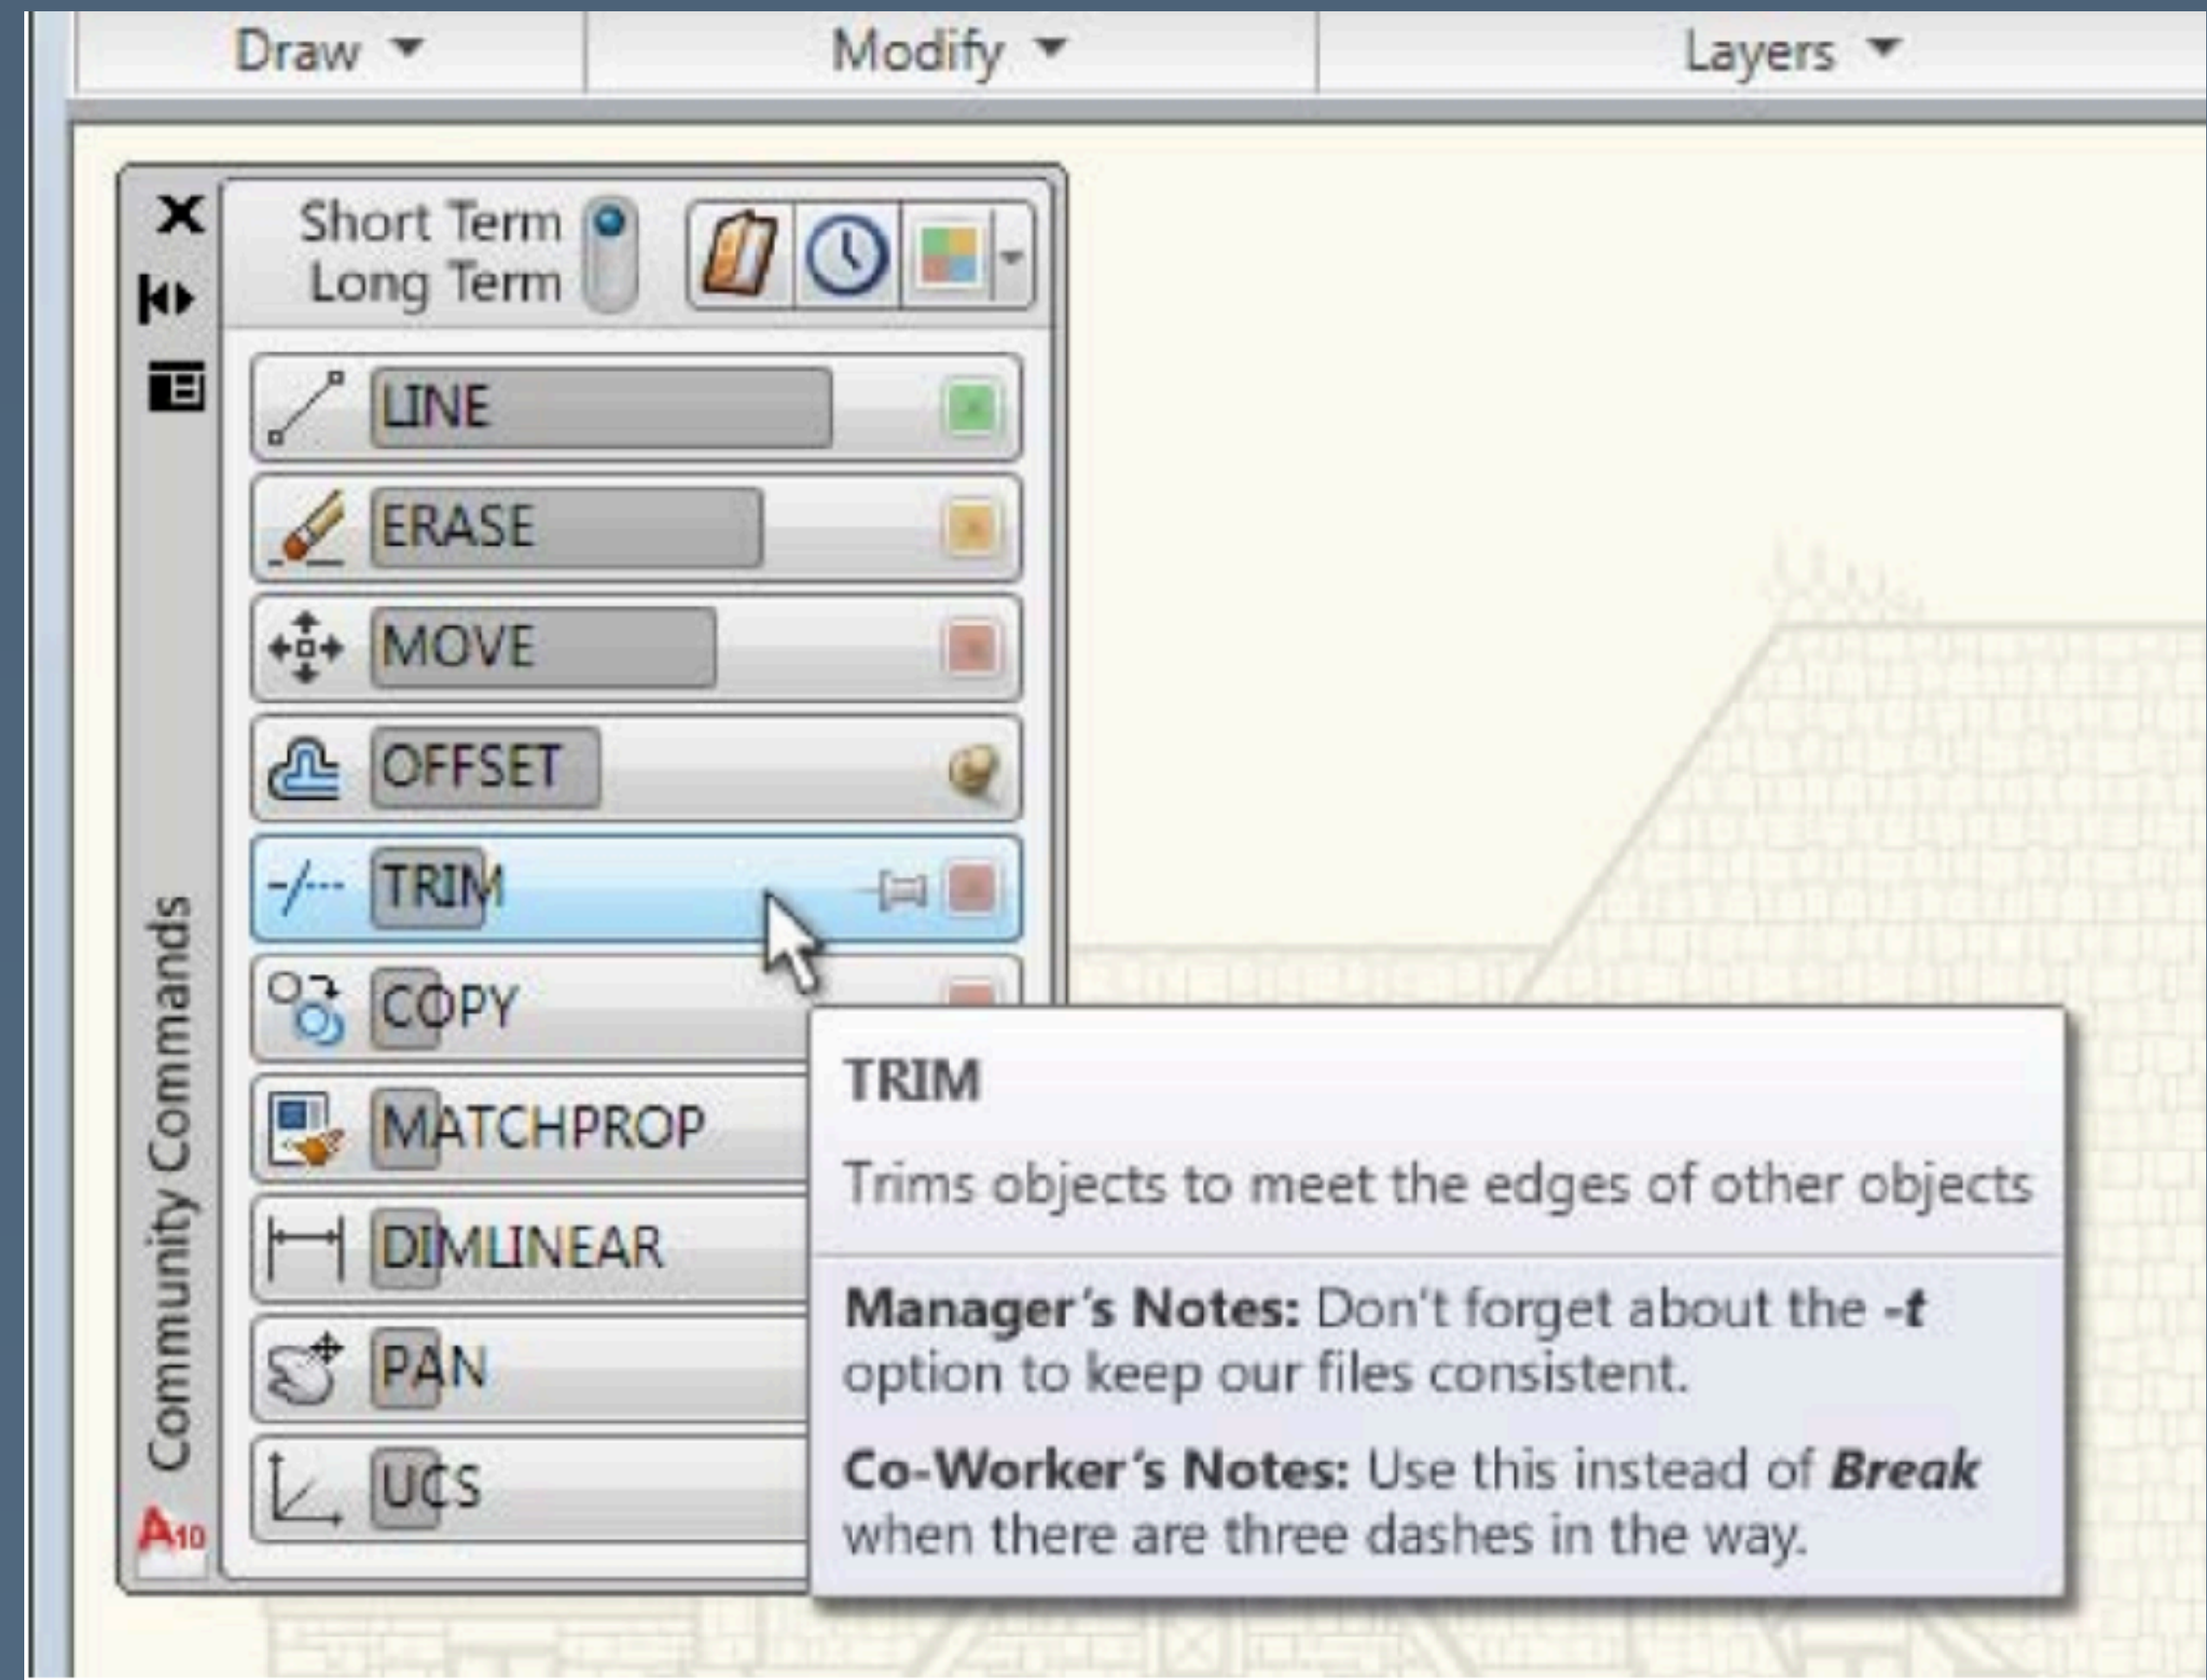 Draw
Modify
Layers
Short Term
Long Term
LINE
ERASE
MOVE
OFFSET
TRIM
COPY
MATCHPROP
DIMLINEAR
PAN
UCS
Community Commands
A10
TRIM
Trims objects to meet the edges of other objects
Manager's Notes: Don't forget about the -t
option to keep our files consistent.
Co-Worker's Notes: Use this instead of Break
when there are three dashes in the way.